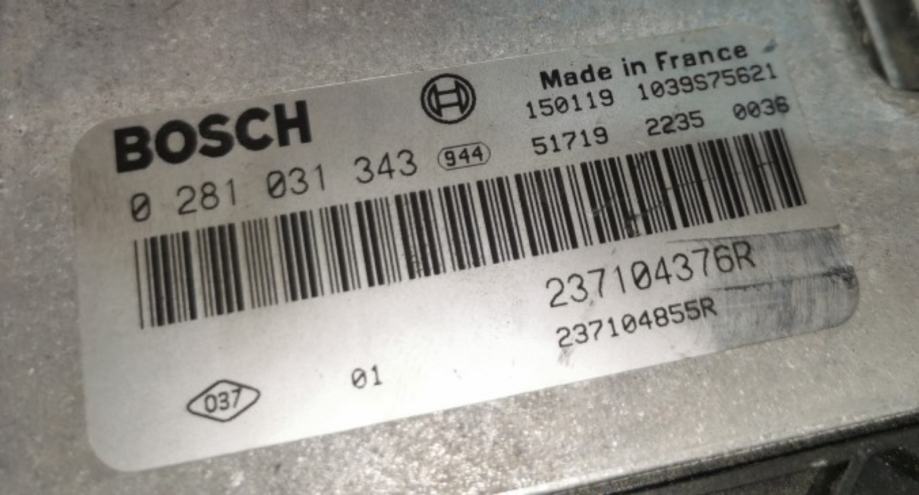 Made in France
BOSCH 150119 1039S75621
0 281 031 343 944 51719 2235 0036
237104376R
237104855R
037 01